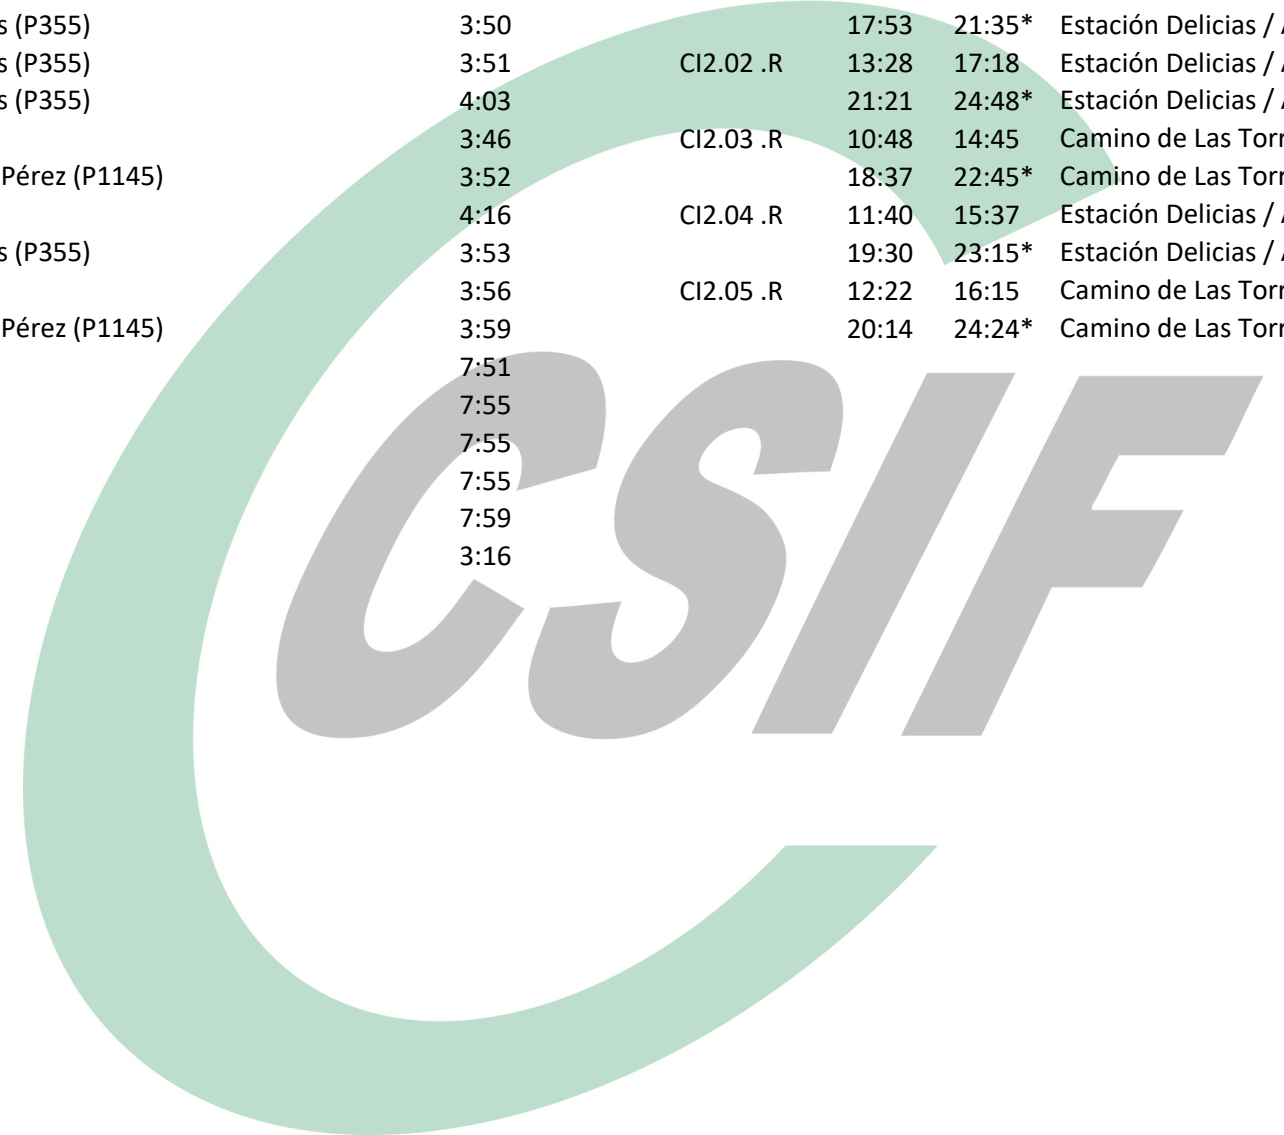 s (P355) 3:50 17:53 21:35* Estación Delicias /
s (P355) 3:51 CI2.02 .R 13:28 17:18 Estación Delicias /
s (P355) 4:03 21:21 24:48* Estación Delicias /
3:46 CI2.03 .R 10:48 14:45 Camino de Las Torr
Pérez (P1145) 3:52 18:37 22:45* Camino de Las Torr
4:16 CI2.04 .R 11:40 15:37 Estación Delicias /
s (P355) 3:53 19:30 23:15* Estación Delicias /
3:56 CI2.05 .R 12:22 16:15 Camino de Las Torr
Pérez (P1145) 3:59 20:14 24:24* Camino de Las Torr
7:51
7:55
7:55
7:55
7:59
3:16
CSIF